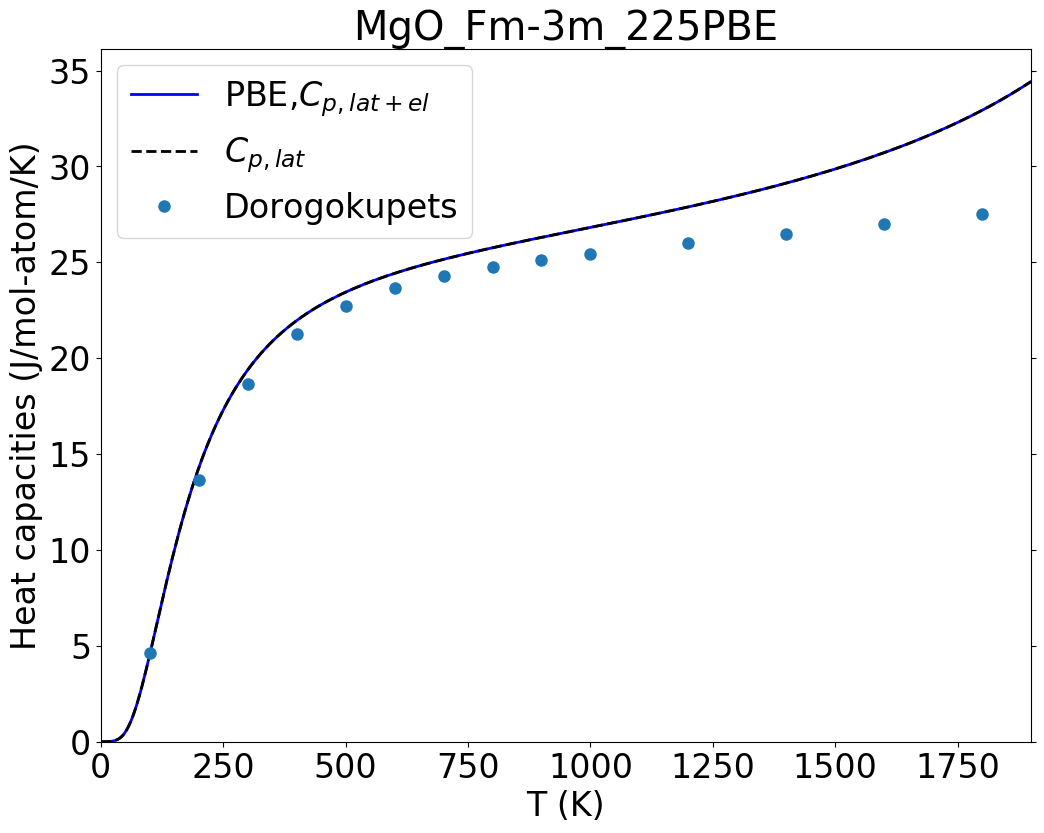 MgO_Fm-3m_225PBE
35
30
25
20
15
10
5
0
Heat capacities (J/mol-atom/K)
PBE,C_{p, lat+el}
C_{p, lat}
Dorogokupets
0 250 500 750 1000 1250 1500 1750
T (K)